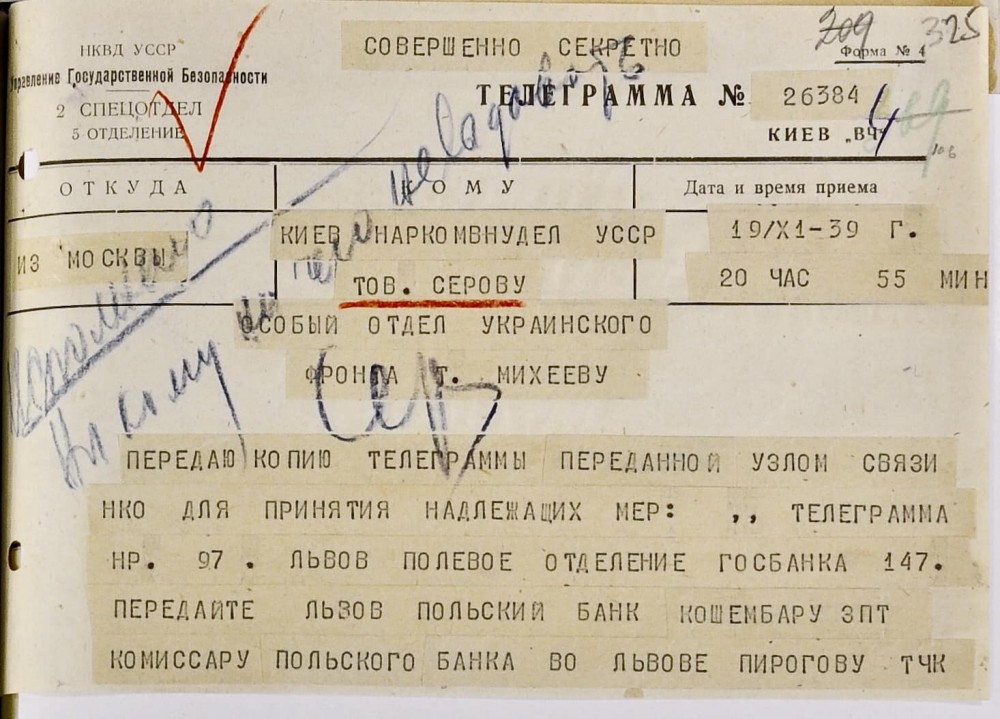 209 325
НКВД УССР
Управление Государственной Безопасности
2 СПЕЦОТДЕЛ
5 ОТДЕЛЕНИЕ
СОВЕРШЕННО СЕКРЕТНО
Форма № 4
ТЕЛЕГРАММА № 26384
КИЕВ „ВЧ"
ОТКУДА КОМУ Дата и время приема
ИЗ МОСКВЫ
КИЕВ НАРКОМВНУДЕЛ УССР
ТОВ. СЕРОВУ
19/Х1-39 Г.
20 ЧАС 55 МИН
ОСОБЫЙ ОТДЕЛ УКРАИНСКОГО
ФРОНТА Т. МИХЕЕВУ
никому
Сер
ПЕРЕДАЮ КОПИЮ ТЕЛЕГРАММЫ ПЕРЕДАННОЙ УЗЛОМ СВЯЗИ
НКО ДЛЯ ПРИНЯТИЯ НАДЛЕЖАЩИХ МЕР: ,, ТЕЛЕГРАММА
НР. 97 . ЛЬВОВ ПОЛЕВОЕ ОТДЕЛЕНИЕ ГОСБАНКА 147.
ПЕРЕДАЙТЕ ЛЬВОВ ПОЛЬСКИЙ БАНК КОШЕМБАРУ ЗПТ
КОМИССАРУ ПОЛЬСКОГО БАНКА ВО ЛЬВОВЕ ПИРОГОВУ ТЧК